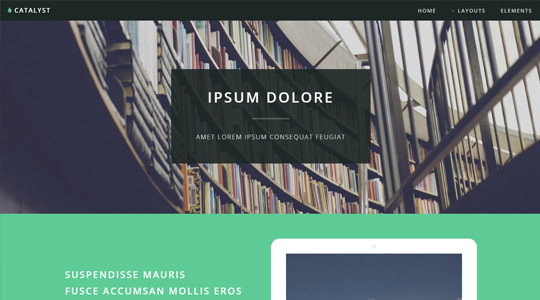 CATALYST
HOME
LAYOUTS
ELEMENTS
IPSUM DOLORE
AMET LOREM IPSUM CONSEQUAT FEUGIAT
SUSPENDISSE MAURIS
FUSCE ACCUMSAN MOLLIS EROS